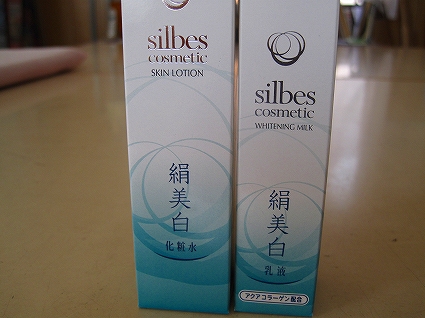 silbes
cosmetic
SKIN LOTION
絹美白
化粧水
silbes
cosmetic
WHITENING MILK
絹美白
乳液
アクアコラーゲン配合